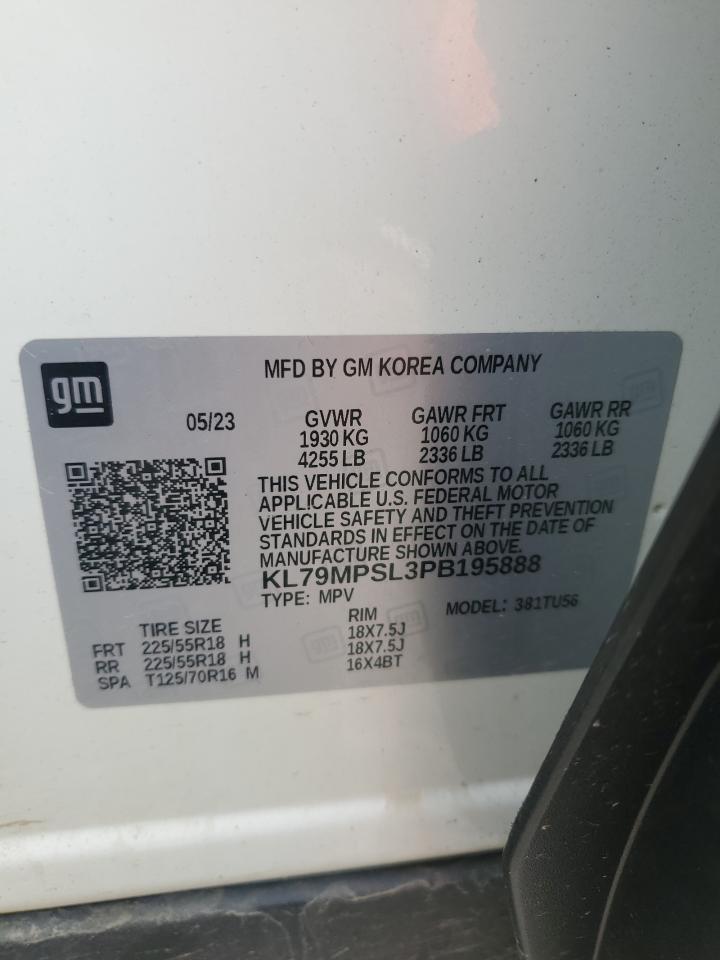 gm
MFD BY GM KOREA COMPANY
05/23
GVWR GAWR FRT GAWR RR
1930 KG 1060 KG 1060 KG
4255 LB 2336 LB 2336 LB
THIS VEHICLE CONFORMS TO ALL
APPLICABLE U.S. FEDERAL MOTOR
VEHICLE SAFETY AND THEFT PREVENTION
STANDARDS IN EFFECT ON THE DATE OF
MANUFACTURE SHOWN ABOVE.
KL79MPSL3PB195888
TYPE: MPV MODEL: 381TU56
TIRE SIZE RIM
FRT 225/55R18 H 18X7.5J
RR 225/55R18 H 18X7.5J
SPA T125/70R16 M 16X4BT